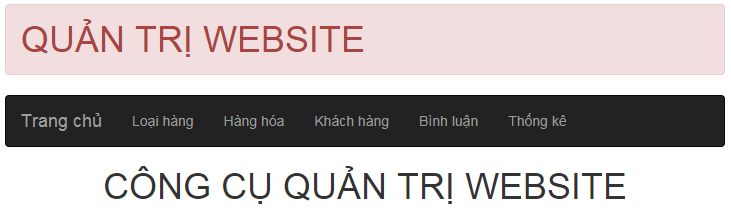 QUẢN TRỊ WEBSITE
Trang chủ Loại hàng Hàng hóa Khách hàng Bình luận Thống kê
CÔNG CỤ QUẢN TRỊ WEBSITE